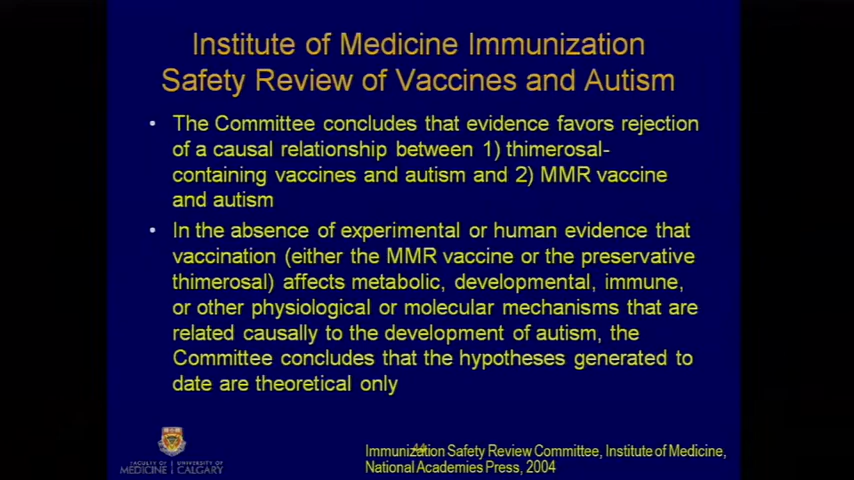 Institute of Medicine Immunization
Safety Review of Vaccines and Autism
• The Committee concludes that evidence favors rejection
of a causal relationship between 1) thimerosal-
containing vaccines and autism and 2) MMR vaccine
and autism
• In the absence of experimental or human evidence that
vaccination (either the MMR vaccine or the preservative
thimerosal) affects metabolic, developmental, immune,
or other physiological or molecular mechanisms that are
related causally to the development of autism, the
Committee concludes that the hypotheses generated to
date are theoretical only
FACULTY OF
MEDICINE
UNIVERSITY OF
CALGARY
44
Immunization Safety Review Committee, Institute of Medicine,
National Academies Press, 2004